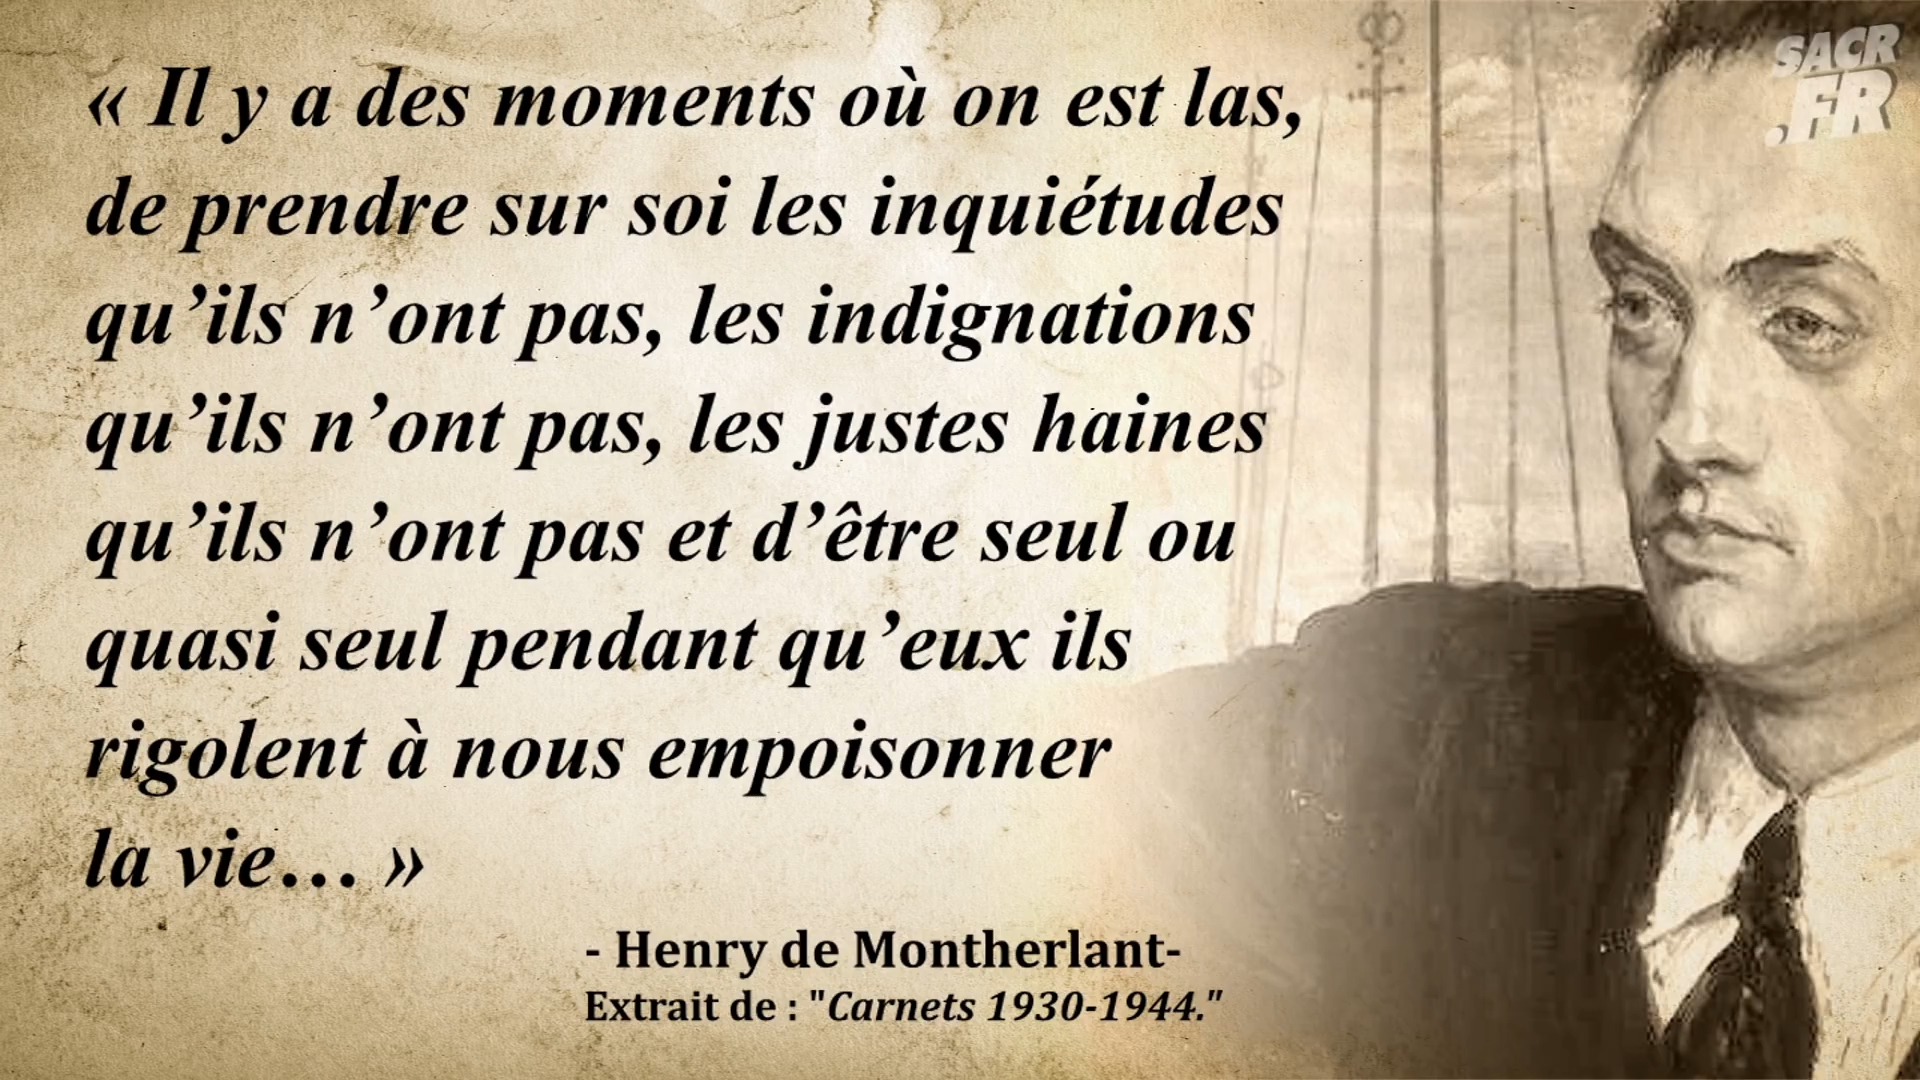 « Il y a des moments où on est las,
de prendre sur soi les inquiétudes
qu’ils n’ont pas, les indignations
qu’ils n’ont pas, les justes haines
qu’ils n’ont pas et d’être seul ou
quasi seul pendant qu’eux ils
rigolent à nous empoisonner
la vie… »
- Henry de Montherlant-
Extrait de : "Carnets 1930-1944."
SACR
.FR